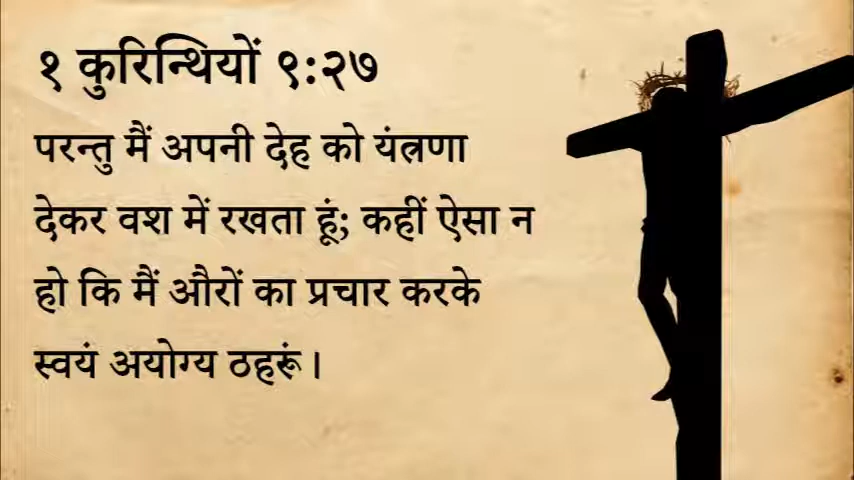 १ कुरिन्थियों ९:२७
परन्तु मैं अपनी देह को यंत्रणा
देकर वश में रखता हूं; कहीं ऐसा न
हो कि मैं औरों का प्रचार करके
स्वयं अयोग्य ठहरूं।